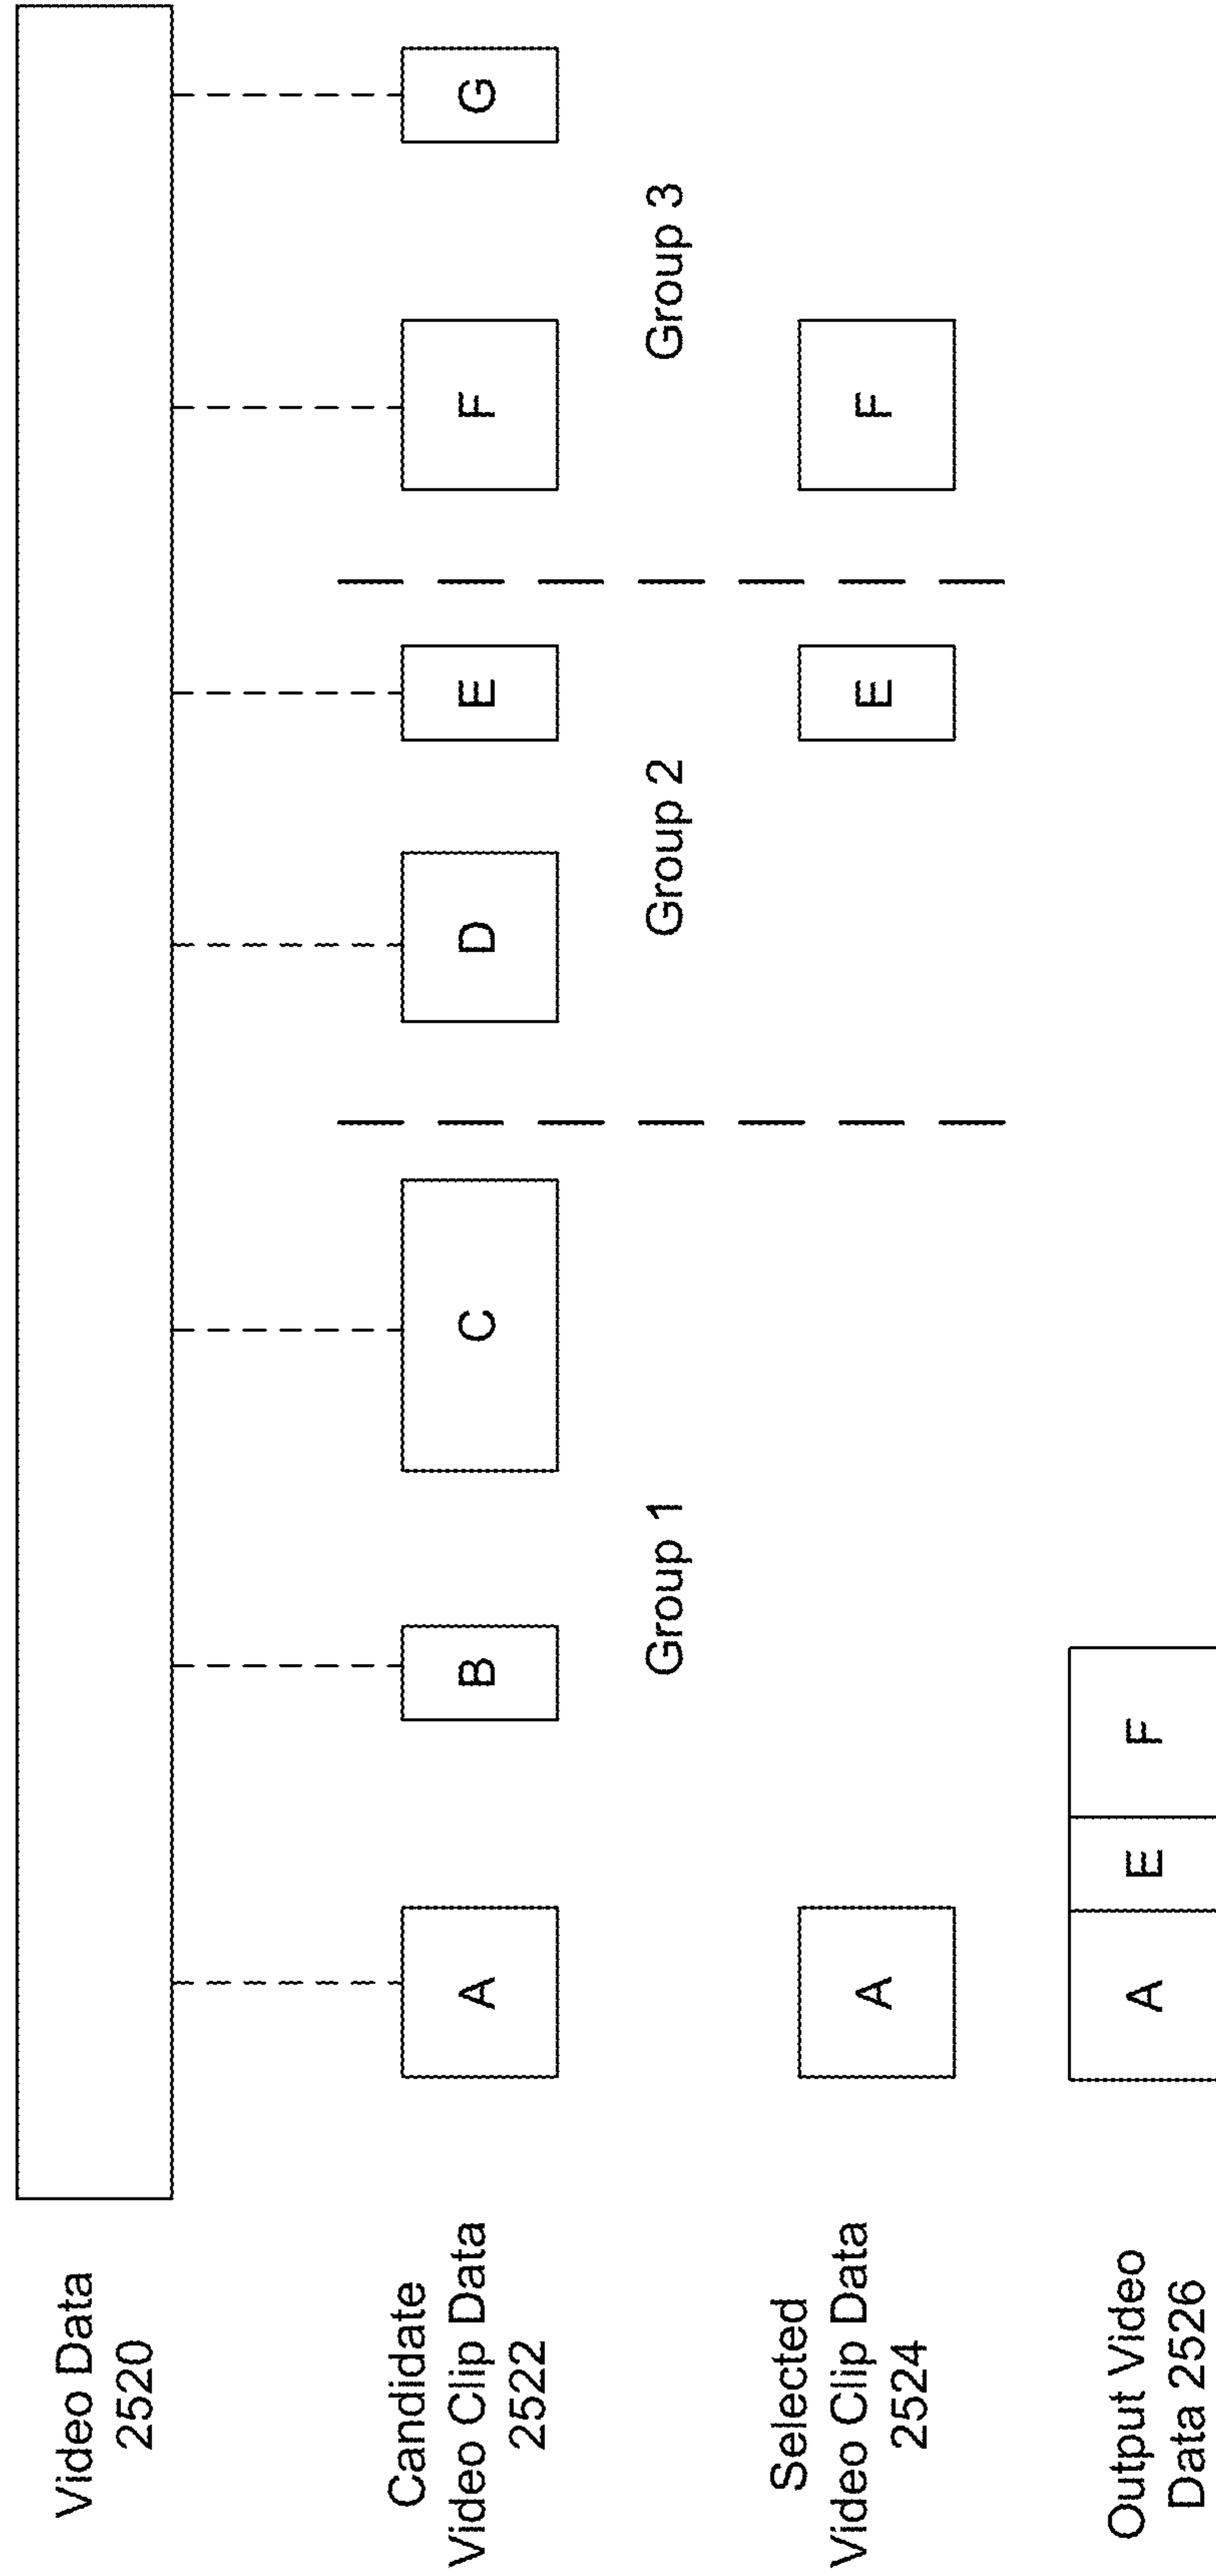 Video Data
2520
Candidate
Video Clip Data
2522
A
B
C
D
E
F
G
Group 1
Group 2
Group 3
Selected
Video Clip Data
2524
A
E
F
Output Video
Data 2526
A
E
F